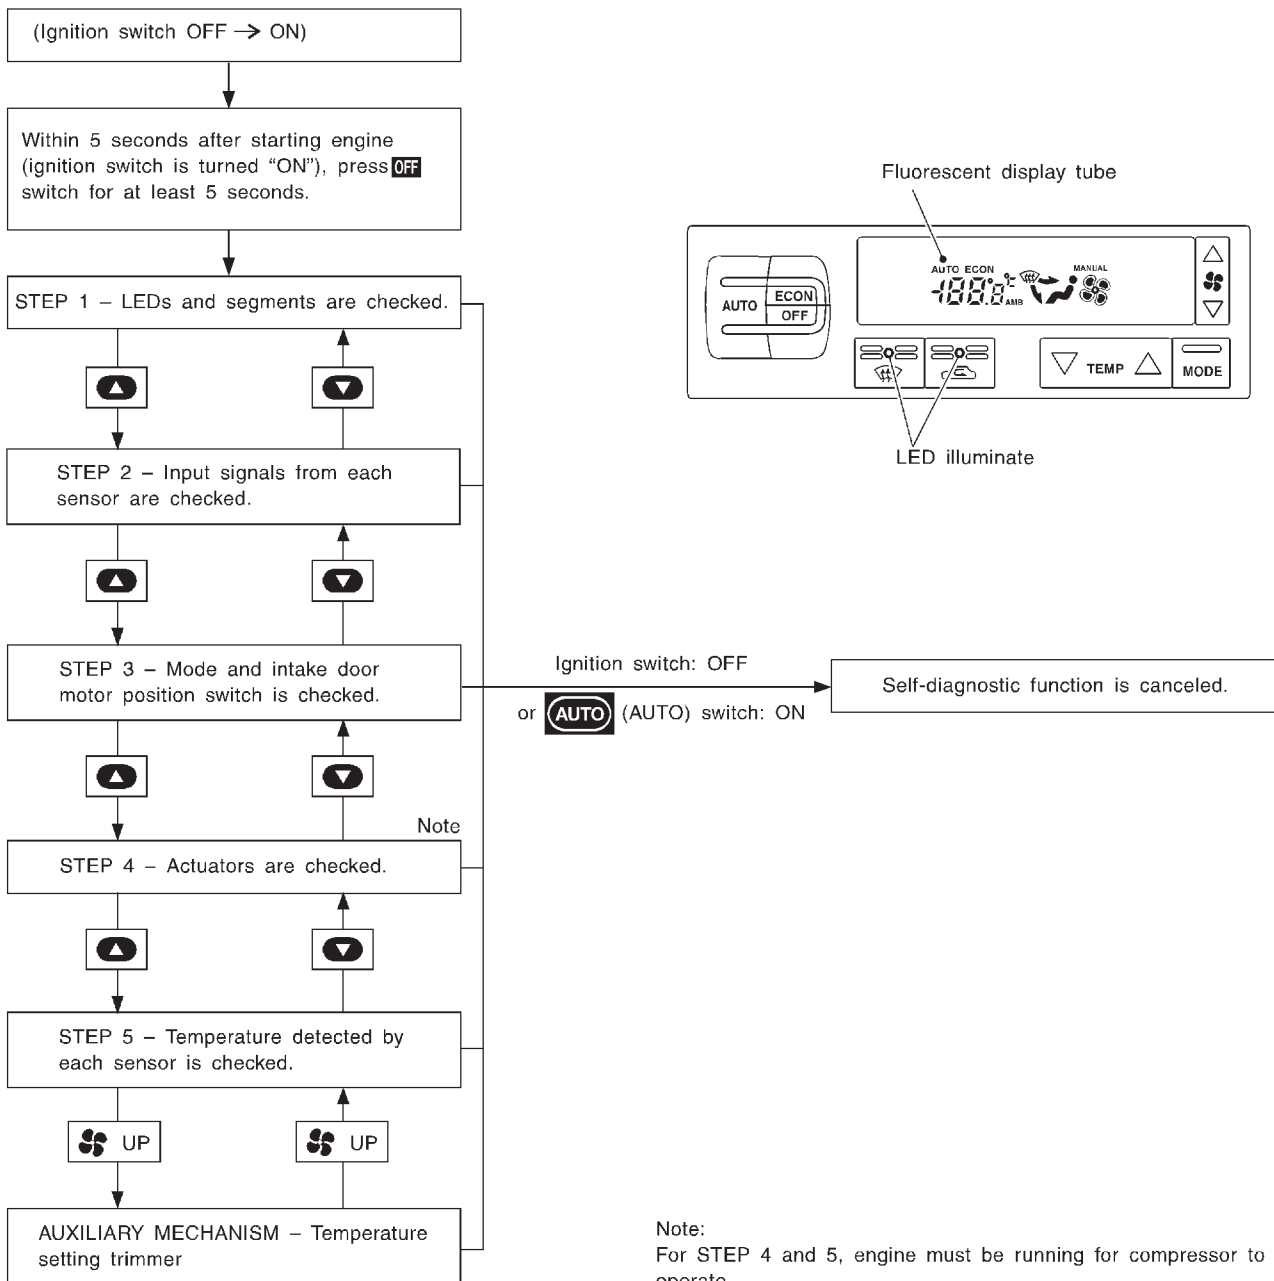 (Ignition switch OFF → ON)
Within 5 seconds after starting engine
(ignition switch is turned “ON”), press OFF
switch for at least 5 seconds.
STEP 1 – LEDs and segments are checked.
STEP 2 – Input signals from each
sensor are checked.
STEP 3 – Mode and intake door
motor position switch is checked.
Note
STEP 4 – Actuators are checked.
STEP 5 – Temperature detected by
each sensor is checked.
UP
UP
AUXILIARY MECHANISM – Temperature
setting trimmer
Ignition switch: OFF
or AUTO (AUTO) switch: ON
Self-diagnostic function is canceled.
Fluorescent display tube
AUTO
ECON
OFF
AUTO ECON
MANUAL
-188.8°C
AMB
TEMP
MODE
LED illuminate
Note:
For STEP 4 and 5, engine must be running for compressor to
operate.